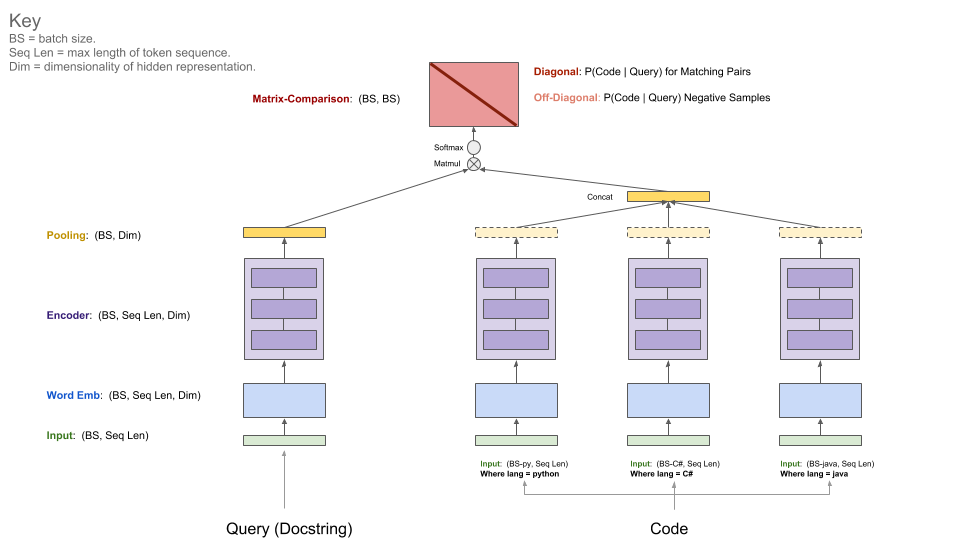 Key
BS = batch size.
Seq Len = max length of token sequence.
Dim = dimensionality of hidden representation.
Diagonal: P(Code | Query) for Matching Pairs
Matrix-Comparison: (BS, BS)
Off-Diagonal: P(Code | Query) Negative Samples
Softmax
Matmul
Concat
Pooling: (BS, Dim)
Encoder: (BS, Seq Len, Dim)
Word Emb: (BS, Seq Len, Dim)
Input: (BS, Seq Len)
Input: (BS-py, Seq Len)
Where lang = python
Input: (BS-C#, Seq Len)
Where lang = C#
Input: (BS-java, Seq Len)
Where lang = java
Query (Docstring)
Code